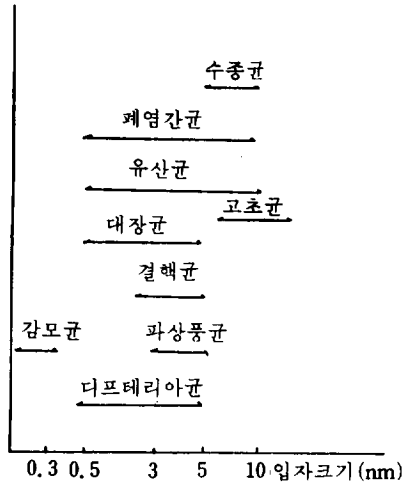 수종균
폐염간균
유산균
고초균
대장균
결핵균
감모균 파상풍균
디프테리아균
0.3 0.5 3 5 10 입자크기(nm)